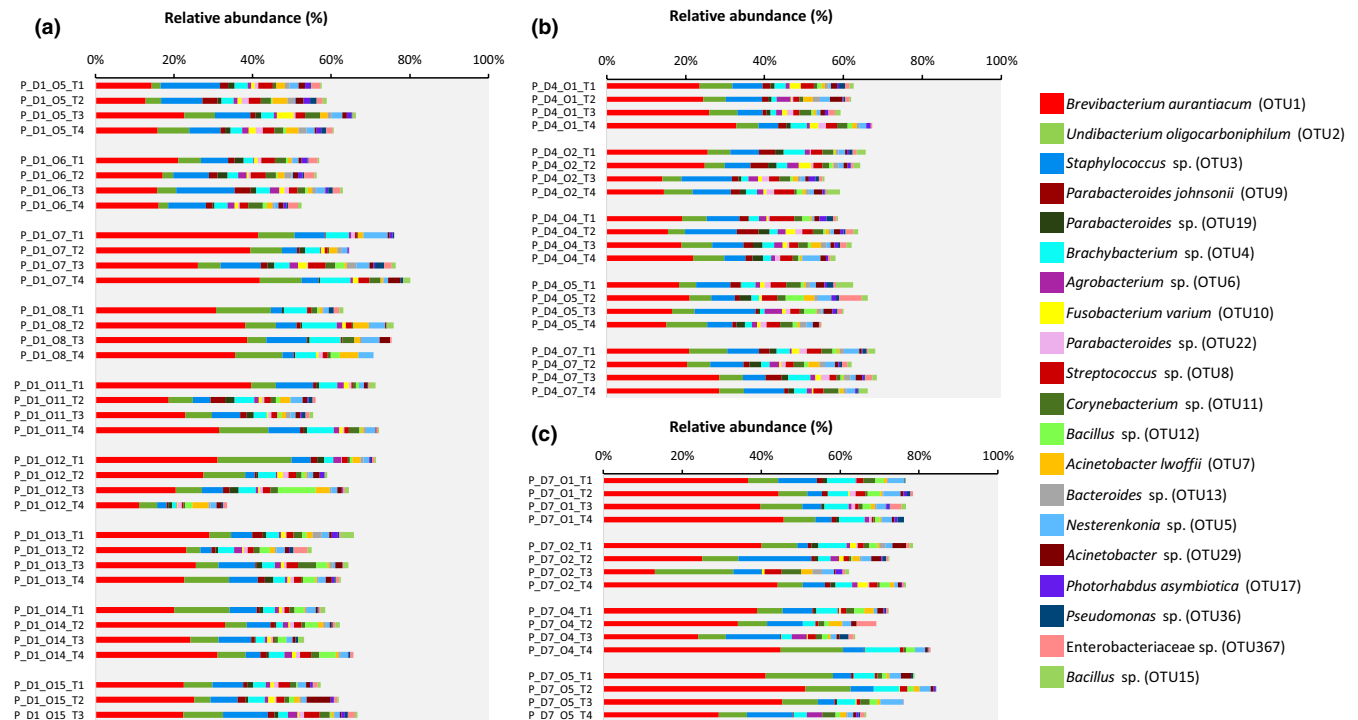 (a)
Relative abundance (%)
0% 20% 40% 60% 80% 100%
P_D1_O5_T1
P_D1_O5_T2
P_D1_O5_T3
P_D1_O5_T4
P_D1_O6_T1
P_D1_O6_T2
P_D1_O6_T3
P_D1_O6_T4
P_D1_O7_T1
P_D1_O7_T2
P_D1_O7_T3
P_D1_O7_T4
P_D1_O8_T1
P_D1_O8_T2
P_D1_O8_T3
P_D1_O8_T4
P_D1_O11_T1
P_D1_O11_T2
P_D1_O11_T3
P_D1_O11_T4
P_D1_O12_T1
P_D1_O12_T2
P_D1_O12_T3
P_D1_O12_T4
P_D1_O13_T1
P_D1_O13_T2
P_D1_O13_T3
P_D1_O13_T4
P_D1_O14_T1
P_D1_O14_T2
P_D1_O14_T3
P_D1_O14_T4
P_D1_O15_T1
P_D1_O15_T2
P_D1_O15_T3
(b)
Relative abundance (%)
0% 20% 40% 60% 80% 100%
P_D4_O1_T1
P_D4_O1_T2
P_D4_O1_T3
P_D4_O1_T4
P_D4_O2_T1
P_D4_O2_T2
P_D4_O2_T3
P_D4_O2_T4
P_D4_O4_T1
P_D4_O4_T2
P_D4_O4_T3
P_D4_O4_T4
P_D4_O5_T1
P_D4_O5_T2
P_D4_O5_T3
P_D4_O5_T4
P_D4_O7_T1
P_D4_O7_T2
P_D4_O7_T3
P_D4_O7_T4
(c)
Relative abundance (%)
0% 20% 40% 60% 80% 100%
P_D7_O1_T1
P_D7_O1_T2
P_D7_O1_T3
P_D7_O1_T4
P_D7_O2_T1
P_D7_O2_T2
P_D7_O2_T3
P_D7_O2_T4
P_D7_O4_T1
P_D7_O4_T2
P_D7_O4_T3
P_D7_O4_T4
P_D7_O5_T1
P_D7_O5_T2
P_D7_O5_T3
P_D7_O5_T4
Brevibacterium aurantiacum (OTU1)
Undibacterium oligocarboniphilum (OTU2)
Staphylococcus sp. (OTU3)
Parabacteroides johnsonii (OTU9)
Parabacteroides sp. (OTU19)
Brachybacterium sp. (OTU4)
Agrobacterium sp. (OTU6)
Fusobacterium varium (OTU10)
Parabacteroides sp. (OTU22)
Streptococcus sp. (OTU8)
Corynebacterium sp. (OTU11)
Bacillus sp. (OTU12)
Acinetobacter lwoffii (OTU7)
Bacteroides sp. (OTU13)
Nesterenkonia sp. (OTU5)
Acinetobacter sp. (OTU29)
Photorhabdus asymbiotica (OTU17)
Pseudomonas sp. (OTU36)
Enterobacteriaceae sp. (OTU367)
Bacillus sp. (OTU15)